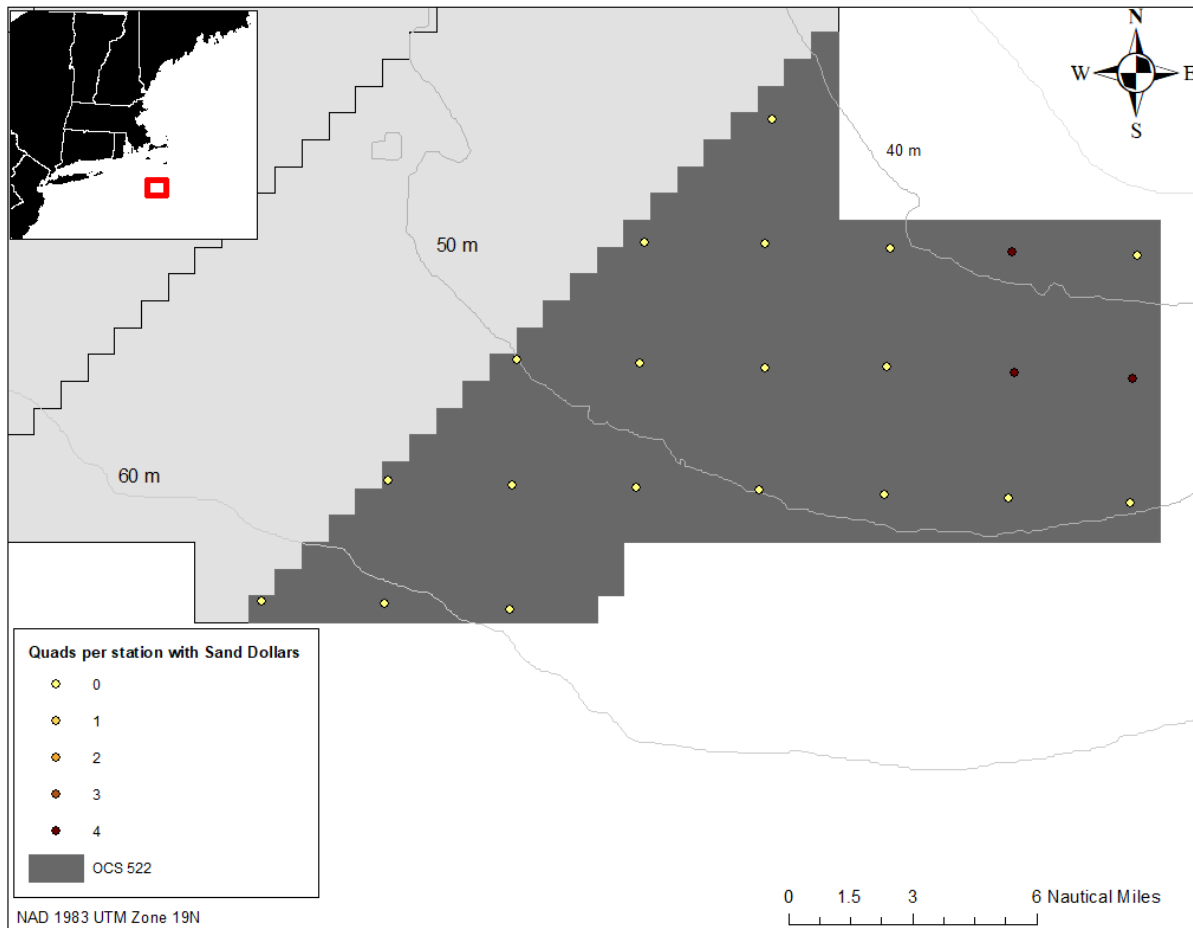 N
W
E
S
40 m
50 m
60 m
Quads per station with Sand Dollars
0
1
2
3
4
OCS 522
NAD 1983 UTM Zone 19N
0 1.5 3 6 Nautical Miles